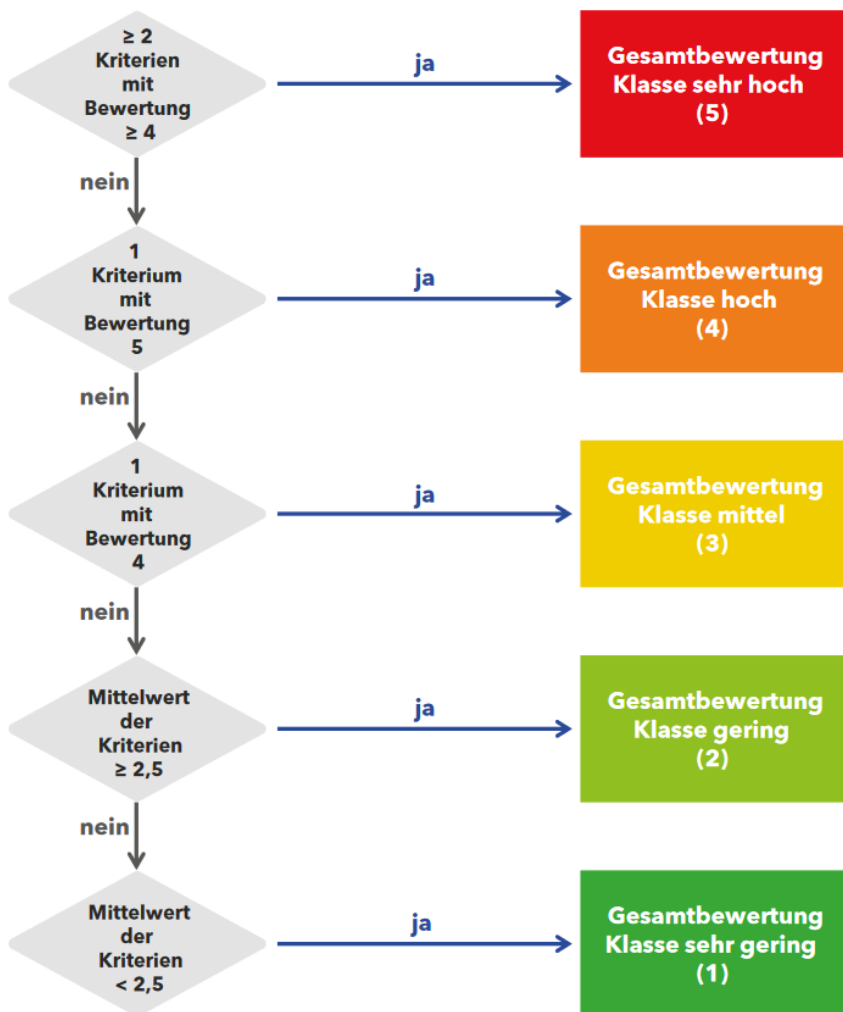 ≥ 2
Kriterien
mit
Bewertung
≥ 4
ja
Gesamtbewertung
Klasse sehr hoch
(5)
nein
1
Kriterium
mit
Bewertung
5
ja
Gesamtbewertung
Klasse hoch
(4)
nein
1
Kriterium
mit
Bewertung
4
ja
Gesamtbewertung
Klasse mittel
(3)
nein
Mittelwert
der
Kriterien
≥ 2,5
ja
Gesamtbewertung
Klasse gering
(2)
nein
Mittelwert
der
Kriterien
< 2,5
ja
Gesamtbewertung
Klasse sehr gering
(1)